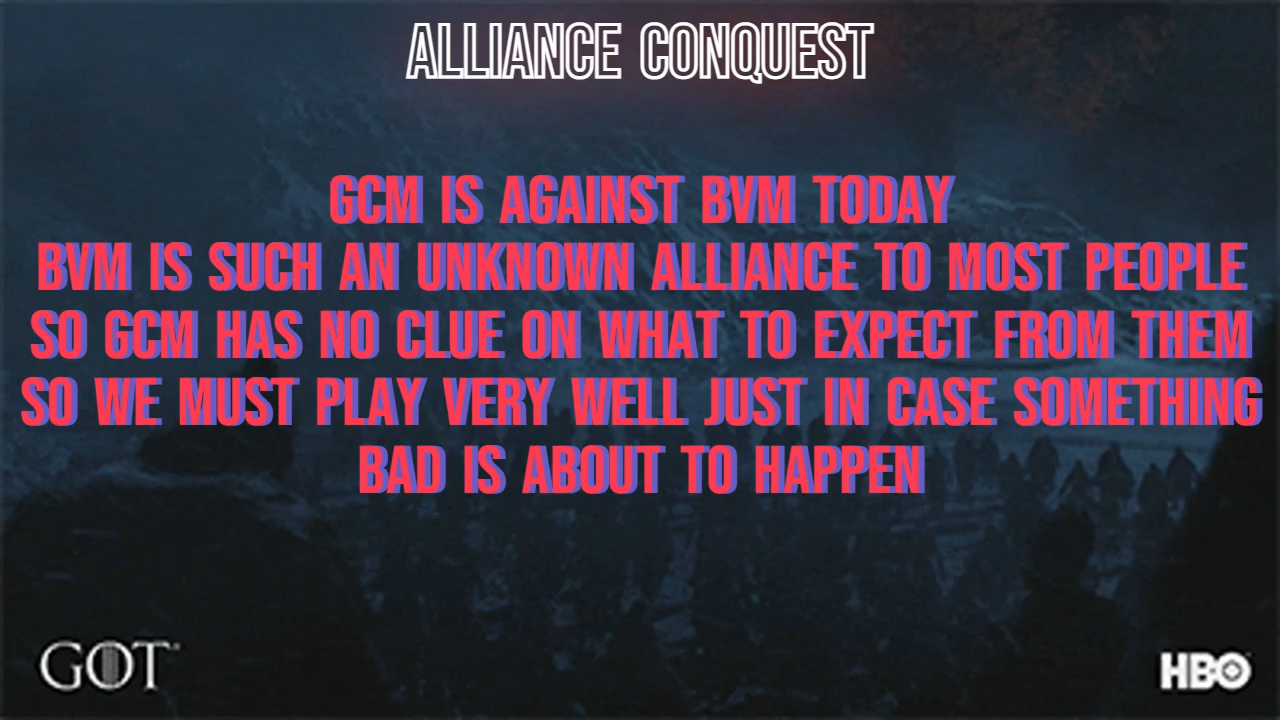 ALLIANCE CONQUEST
GCM IS AGAINST BVM TODAY
BVM IS SUCH AN UNKNOWN ALLIANCE TO MOST PEOPLE
SO GCM HAS NO CLUE ON WHAT TO EXPECT FROM THEM
SO WE MUST PLAY VERY WELL JUST IN CASE SOMETHING
BAD IS ABOUT TO HAPPEN
GOT
HBO